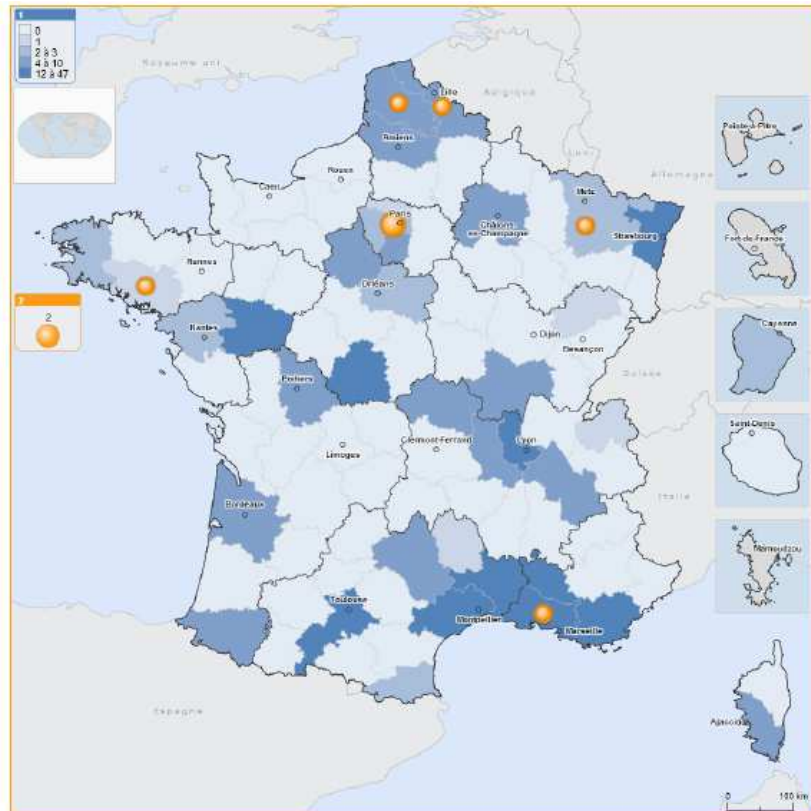 1
0
1
2 à 3
4 à 10
12 à 47
Royaume uni
Lille
Belgique
Amiens
Pointe-à-Pitre
Rouen
Caen
Metz
Allemagne
Paris
Châlons
en-Champagne
Strasbourg
Fort-de-France
Rennes
Orléans
2
2
Nantes
Dijon
Besançon
Cayenne
Suisse
Poitiers
Clermont-Ferrand
Lyon
Limoges
Saint-Denis
Italie
Bordeaux
Mamoudzou
Toulouse
Montpellier
Marseille
Espagne
Ajaccio
0
100 km